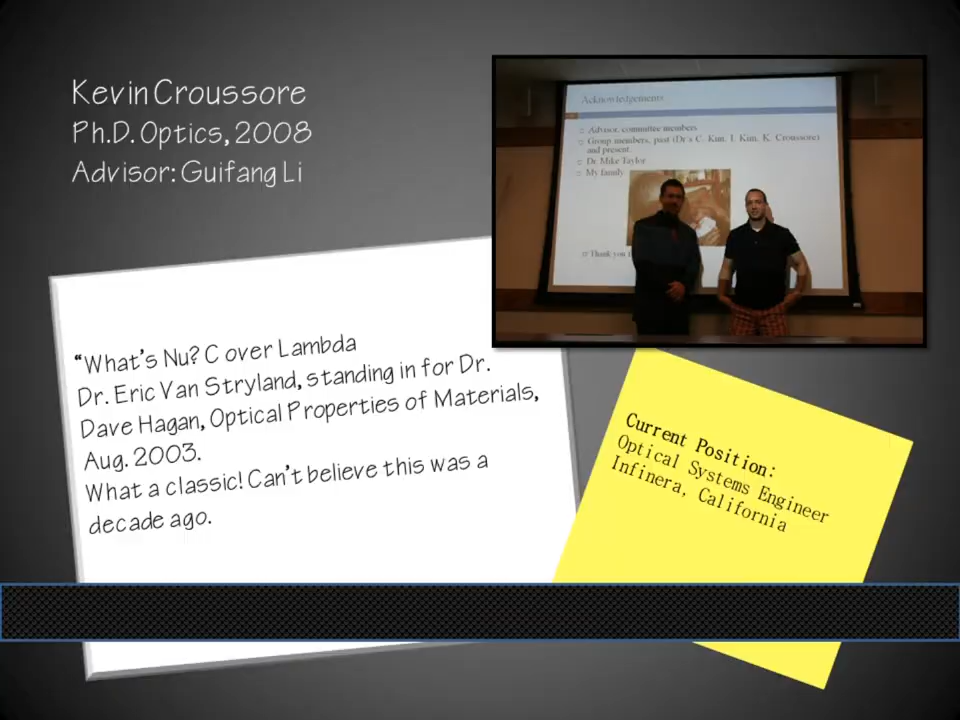 Kevin Croussore
Ph.D. Optics, 2008
Advisor: Guifang Li
Acknowledgements
Advisor, committee members
Group members, past (Dr's C. Kim, I. Kim, K. Croussore)
and present.
Dr. Mike Taylor
My family
Thank you
“What's Nu? C over Lambda
Dr. Eric Van Stryland, standing in for Dr.
Dave Hagan, Optical Properties of Materials,
Aug. 2003.
What a classic! Can't believe this was a
decade ago.
Current Position:
Optical Systems Engineer
Infinera, California